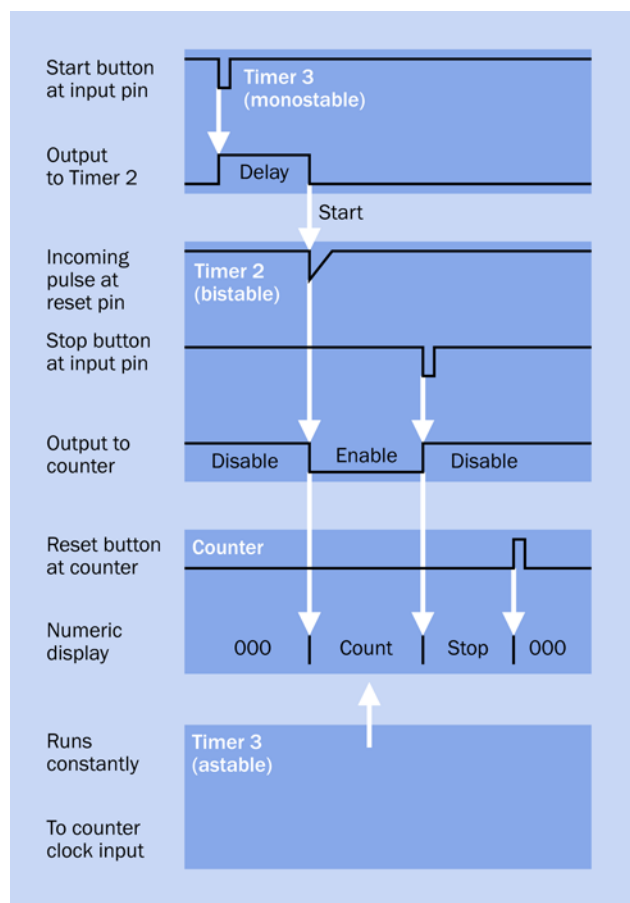 Start button
at input pin
Timer 3
(monostable)
Output
to Timer 2
Delay
Start
Incoming
pulse at
reset pin
Timer 2
(bistable)
Stop button
at input pin
Output to
counter
Disable
Enable
Disable
Reset button
at counter
Counter
Numeric
display
000
Count
Stop
000
Runs
constantly
Timer 3
(astable)
To counter
clock input